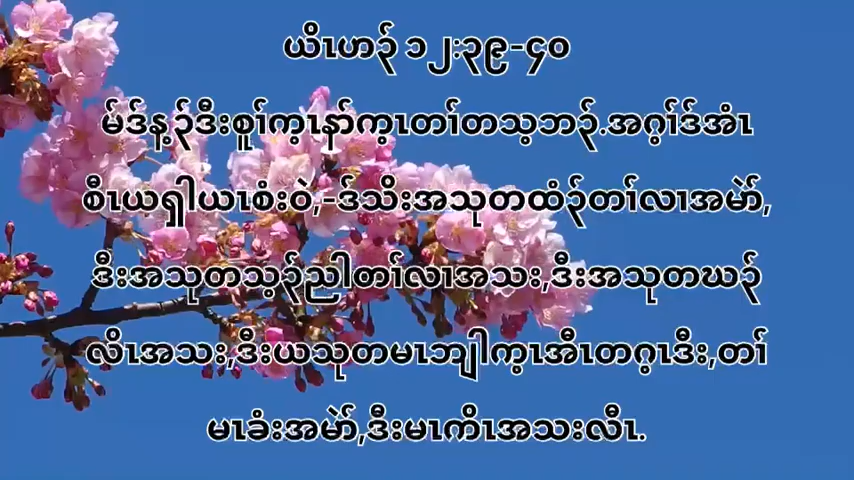 ယိၤဟၣ် ၁၂:၃၉-၄၀
မ်ဒ်န့ၣ်ဒီးစူၢ်က့ၤနာ်က့ၤတၢ်တသ့ဘၣ်.အဂ့ၢ်ဒ်အံၤ
စီၤယရှါယၤစံးဝဲ,-ဒ်သိးအသုတထံၣ်တၢ်လၢအမဲာ်,
ဒီးအသုတသ့ၣ်ညါတၢ်လၢအသး,ဒီးအသုတဃၣ်
လိၤအသး,ဒီးယသုတမၤဘျါက့ၤအီၤတဂ့ၤဒီး,တၢ်
မၤခံးအမဲာ်,ဒီးမၤကိၤအသးလီၤ.